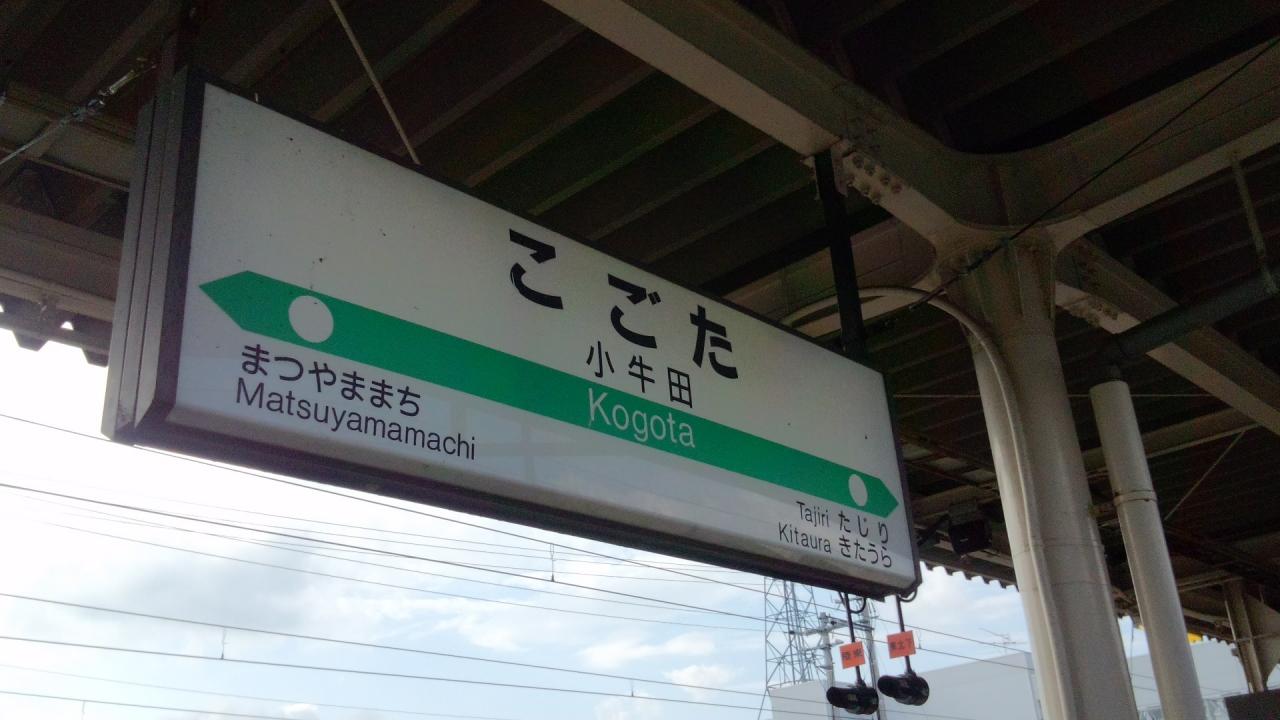 こごた
小牛田
Kogota
まつやままち
Matsuyamamachi
Tajiri たじり
Kitaura きたうら